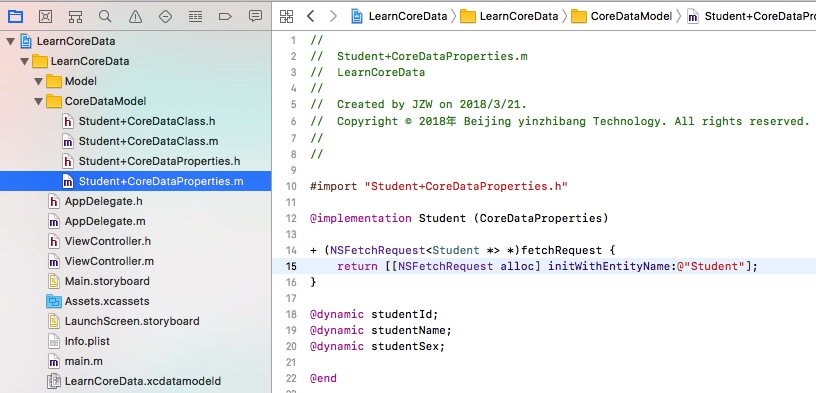 LearnCoreData
LearnCoreData
Model
CoreDataModel
h Student+CoreDataClass.h
m Student+CoreDataClass.m
h Student+CoreDataProperties.h
m Student+CoreDataProperties.m
h AppDelegate.h
m AppDelegate.m
h ViewController.h
m ViewController.m
Main.storyboard
Assets.xcassets
LaunchScreen.storyboard
Info.plist
m main.m
LearnCoreData.xcdatamodeld
LearnCoreData LearnCoreData CoreDataModel m Student+CoreDataPro
1 //
2 //  Student+CoreDataProperties.m
3 //  LearnCoreData
4 //
5 //  Created by JZW on 2018/3/21.
6 //  Copyright © 2018年 Beijing yinzhibang Technology. All rights reserved.
7 //
8 //
9
10 #import "Student+CoreDataProperties.h"
11
12 @implementation Student (CoreDataProperties)
13
14 + (NSFetchRequest<Student *> *)fetchRequest {
15     return [[NSFetchRequest alloc] initWithEntityName:@"Student"];
16 }
17
18 @dynamic studentId;
19 @dynamic studentName;
20 @dynamic studentSex;
21
22 @end